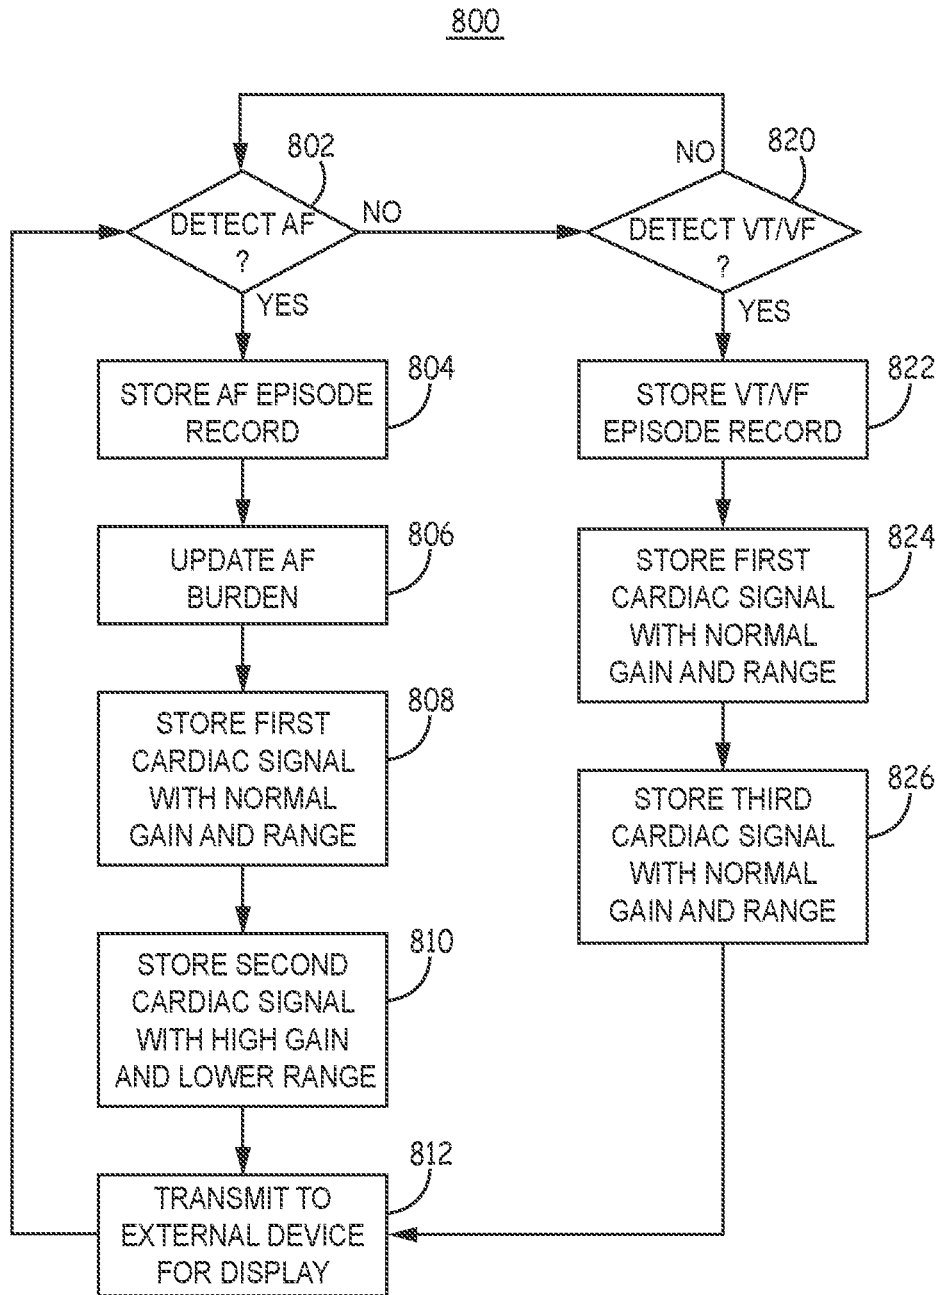 800
802
DETECT AF
?
NO
YES
820
NO
DETECT VT/VF
?
YES
804
STORE AF EPISODE
RECORD
822
STORE VT/VF
EPISODE RECORD
806
UPDATE AF
BURDEN
824
STORE FIRST
CARDIAC SIGNAL
WITH NORMAL
GAIN AND RANGE
808
STORE FIRST
CARDIAC SIGNAL
WITH NORMAL
GAIN AND RANGE
826
STORE THIRD
CARDIAC SIGNAL
WITH NORMAL
GAIN AND RANGE
810
STORE SECOND
CARDIAC SIGNAL
WITH HIGH GAIN
AND LOWER RANGE
812
TRANSMIT TO
EXTERNAL DEVICE
FOR DISPLAY